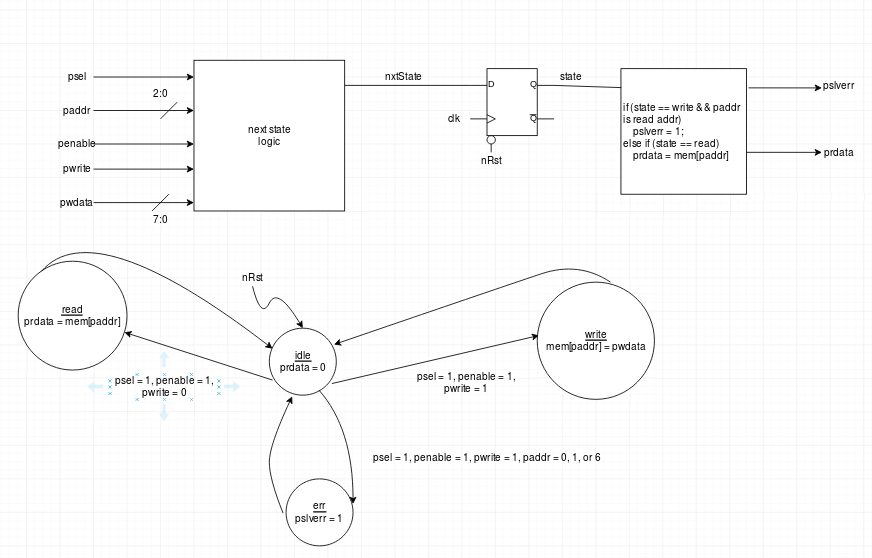 psel
2:0
paddr
penable
pwrite
pwdata
7:0
next state
logic
nxtState
D
Q
Q
clk
nRst
state
if (state == write && paddr
is read addr)
pslverr = 1;
else if (state == read)
prdata = mem[paddr]
pslverr
prdata
read
prdata = mem[paddr]
nRst
idle
prdata = 0
write
mem[paddr] = pwdata
psel = 1, penable = 1,
pwrite = 0
psel = 1, penable = 1,
pwrite = 1
psel = 1, penable = 1, pwrite = 1, paddr = 0, 1, or 6
err
pslverr = 1